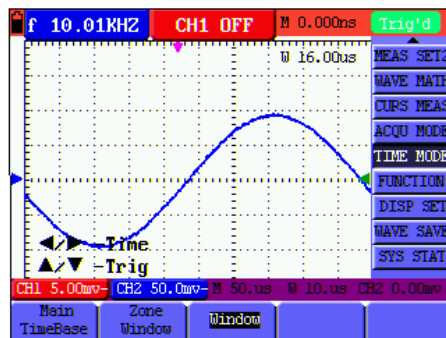 f 10.01KHZ CH1 OFF M 0.000ns Trig'd
W 16.00us
MEAS SETZ
WAVE MATH
CURS MEAS
ACQU MODE
TIME MODE
FUNCTION
DISP SET
WAVE SAVE
SYS STAT
◀/▶ -Time
▲/▼ -Trig
CH1 5.00mv- CH2 50.0mv- M 50.us W 10.us CH2 0.00mv
Main TimeBase
Zone Window
Window